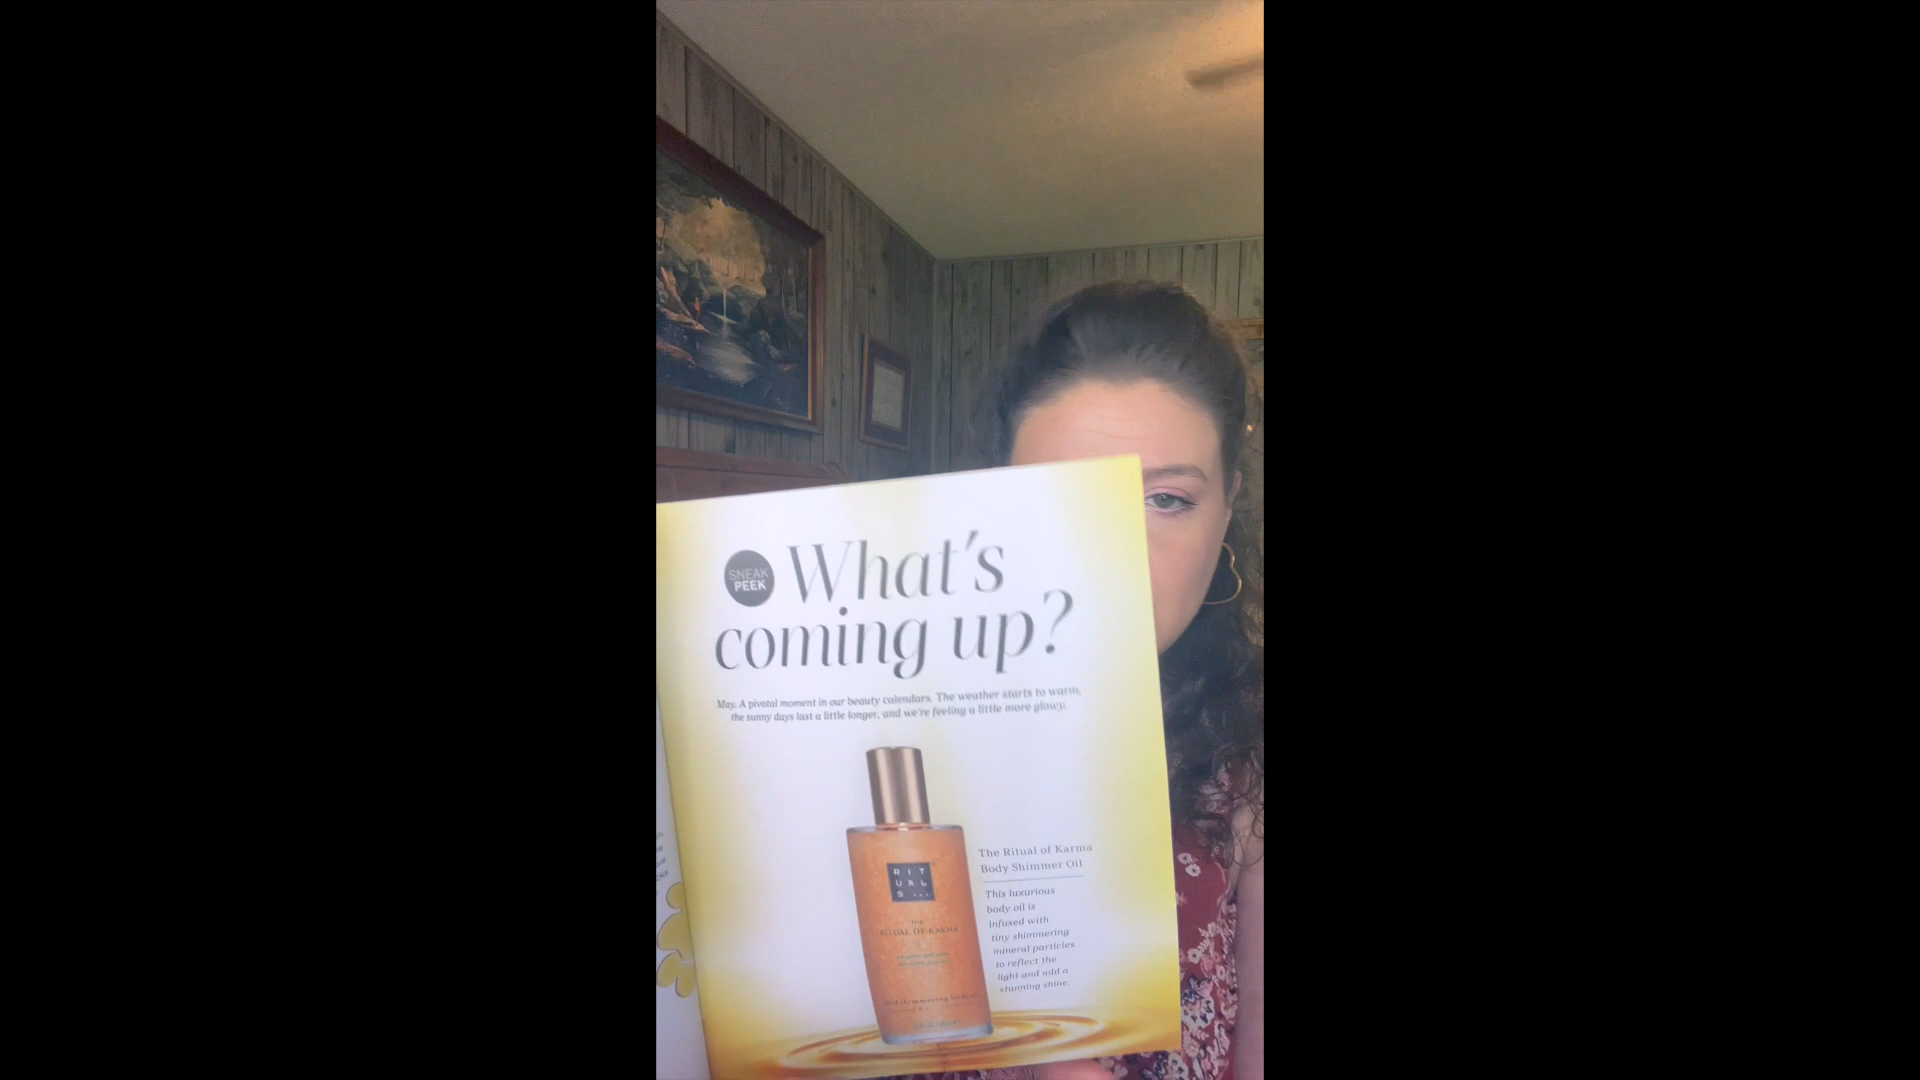 SNEAK
PEEK
What's
coming up?
May. A pivotal moment in our beauty calendars. The weather starts to warm,
the sunny days last a little longer, and we're feeling a little more glowy.
The Ritual of Karma
Body Shimmer Oil
This luxurious
body oil is
infused with
tiny shimmering
mineral particles
to reflect the
light and add a
stunning shine.
RIT
UAL
S...
THE
RITUAL OF KARMA